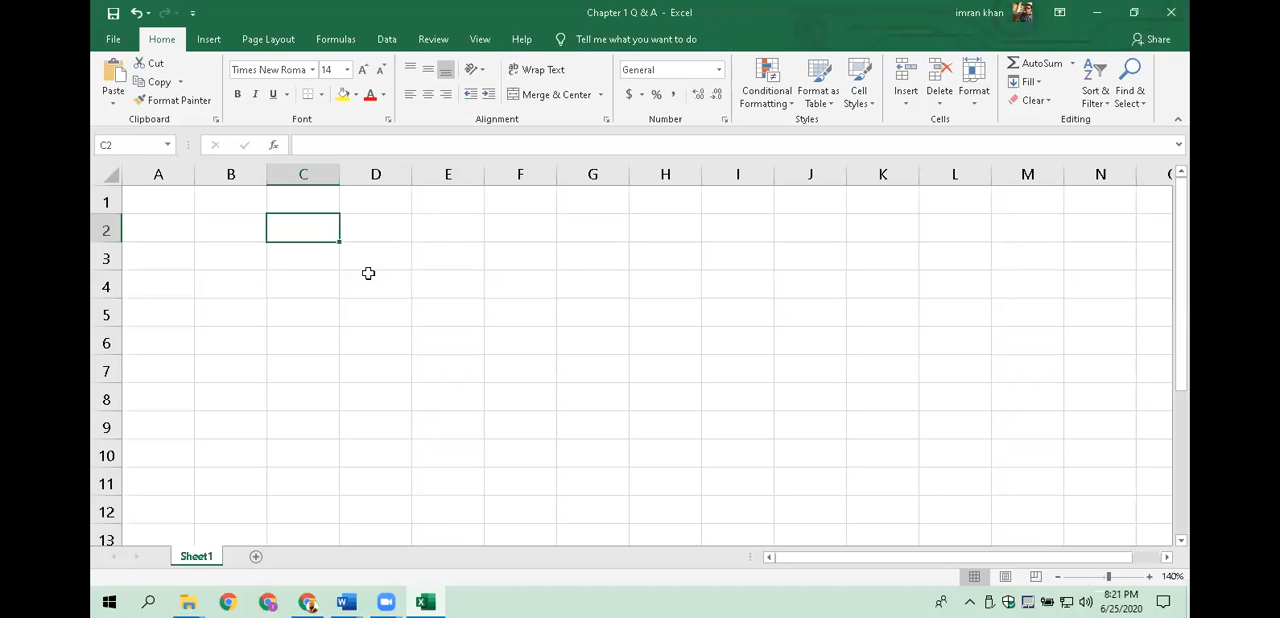 Chapter 1 Q & A - Excel
imran khan
File Home Insert Page Layout Formulas Data Review View Help Tell me what you want to do Share
Paste
Cut
Copy
Format Painter
Clipboard
Times New Roma 14
B I U
Font
Wrap Text
Merge & Center
Alignment
General
$ % ,
Number
Conditional Formatting
Format as Table
Cell Styles
Styles
Insert
Delete
Format
Cells
AutoSum
Fill
Clear
Sort & Filter
Find & Select
Editing
C2
fx
A B C D E F G H I J K L M N
1
2
3
4
5
6
7
8
9
10
11
12
13
Sheet1
140%
8:21 PM
6/25/2020